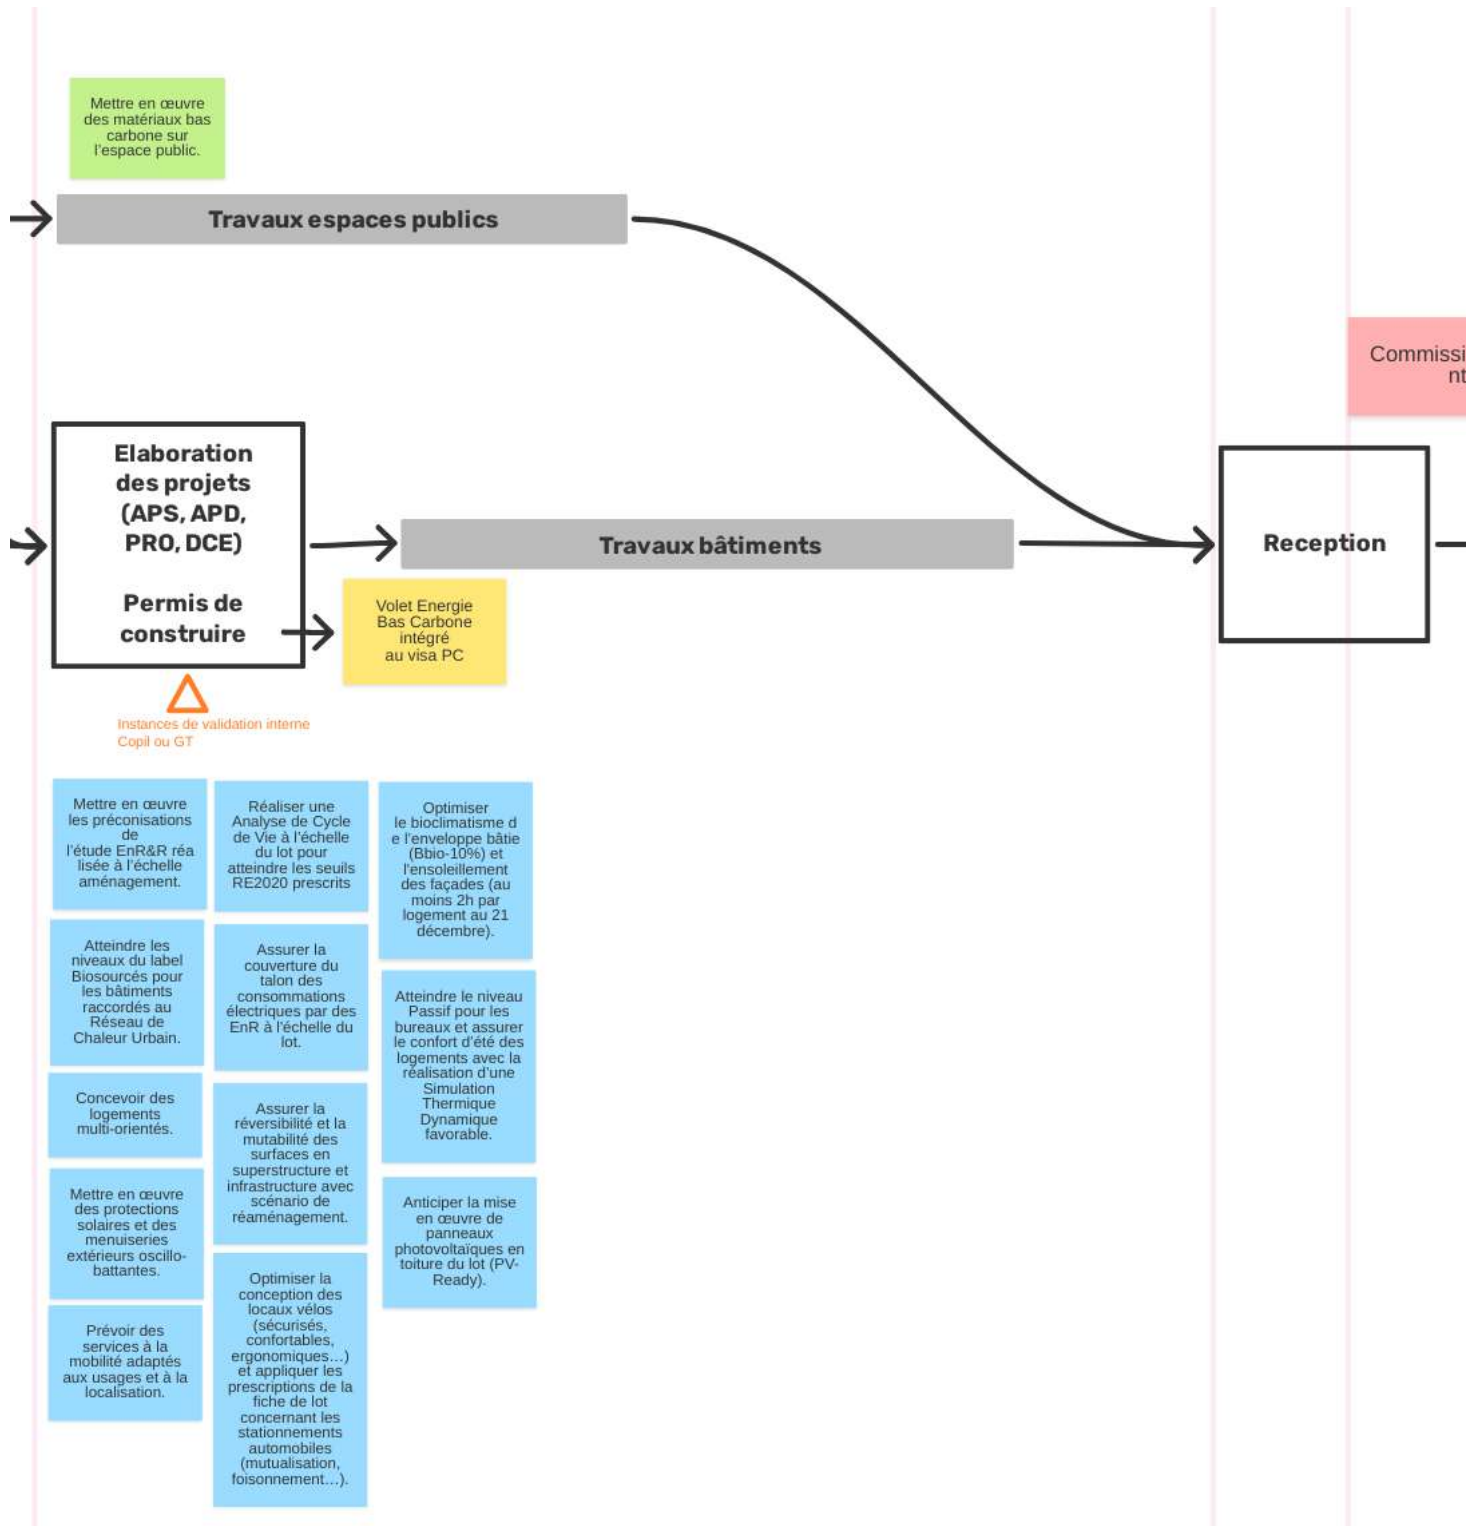 Mettre en œuvre
des matériaux bas
carbone sur
l'espace public.
Travaux espaces publics
Commissi
nt
Elaboration
des projets
(APS, APD,
PRO, DCE)
Permis de
construire
Travaux bâtiments
Reception
Volet Energie
Bas Carbone
intégré
au visa PC
Instances de validation interne
Copil ou GT
Mettre en œuvre
les préconisations
de
l'étude EnR&R réa
lisée à l'échelle
aménagement.
Atteindre les
niveaux du label
Biosourcés pour
les bâtiments
raccordés au
Réseau de
Chaleur Urbain.
Concevoir des
logements
multi-orientés.
Mettre en œuvre
des protections
solaires et des
menuiseries
extérieurs oscillo-
battantes.
Prévoir des
services à la
mobilité adaptés
aux usages et à la
localisation.
Réaliser une
Analyse de Cycle
de Vie à l'échelle
du lot pour
atteindre les seuils
RE2020 prescrits
Assurer la
couverture du
talon des
consommations
électriques par des
EnR à l'échelle du
lot.
Assurer la
réversibilité et la
mutabilité des
surfaces en
superstructure et
infrastructure avec
scénario de
réaménagement.
Optimiser la
conception des
locaux vélos
(sécurisés,
confortables,
ergonomiques...)
et appliquer les
prescriptions de la
fiche de lot
concernant les
stationnements
automobiles
(mutualisation,
foisonnement...).
Optimiser
le bioclimatisme d
e l'enveloppe bâtie
(Bbio-10%) et
l'ensoleillement
des façades (au
moins 2h par
logement au 21
décembre).
Atteindre le niveau
Passif pour les
bureaux et assurer
le confort d'été des
logements avec la
réalisation d'une
Simulation
Thermique
Dynamique
favorable.
Anticiper la mise
en œuvre de
panneaux
photovoltaïques en
toiture du lot (PV-
Ready).